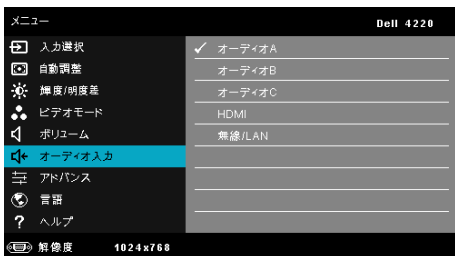 メニュー Dell 4220
入力選択
自動調整
輝度/明度差
ビデオモード
ボリューム
オーディオ入力
アドバンス
言語
? ヘルプ
オーディオA
オーディオB
オーディオC
HDMI
無線/LAN
解像度 1024x768